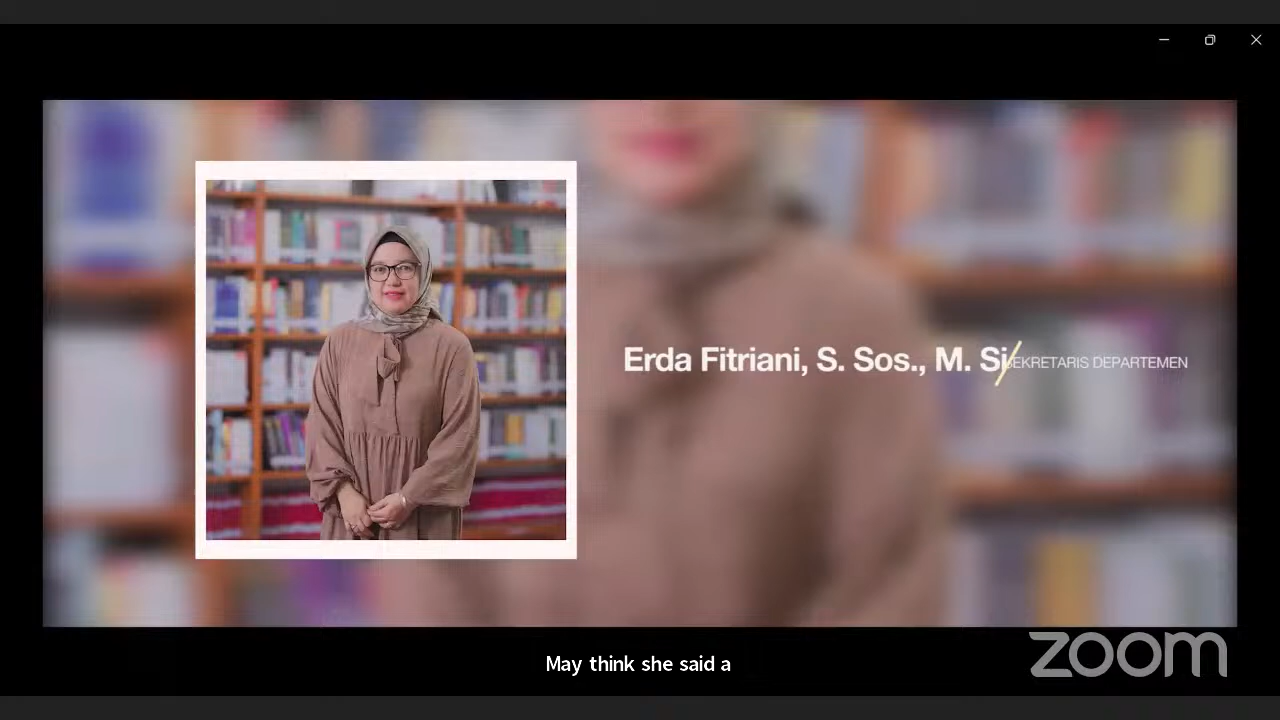 Erda Fitriani, S. Sos., M. Si.
SEKRETARIS DEPARTEMEN
May think she said a
zoom